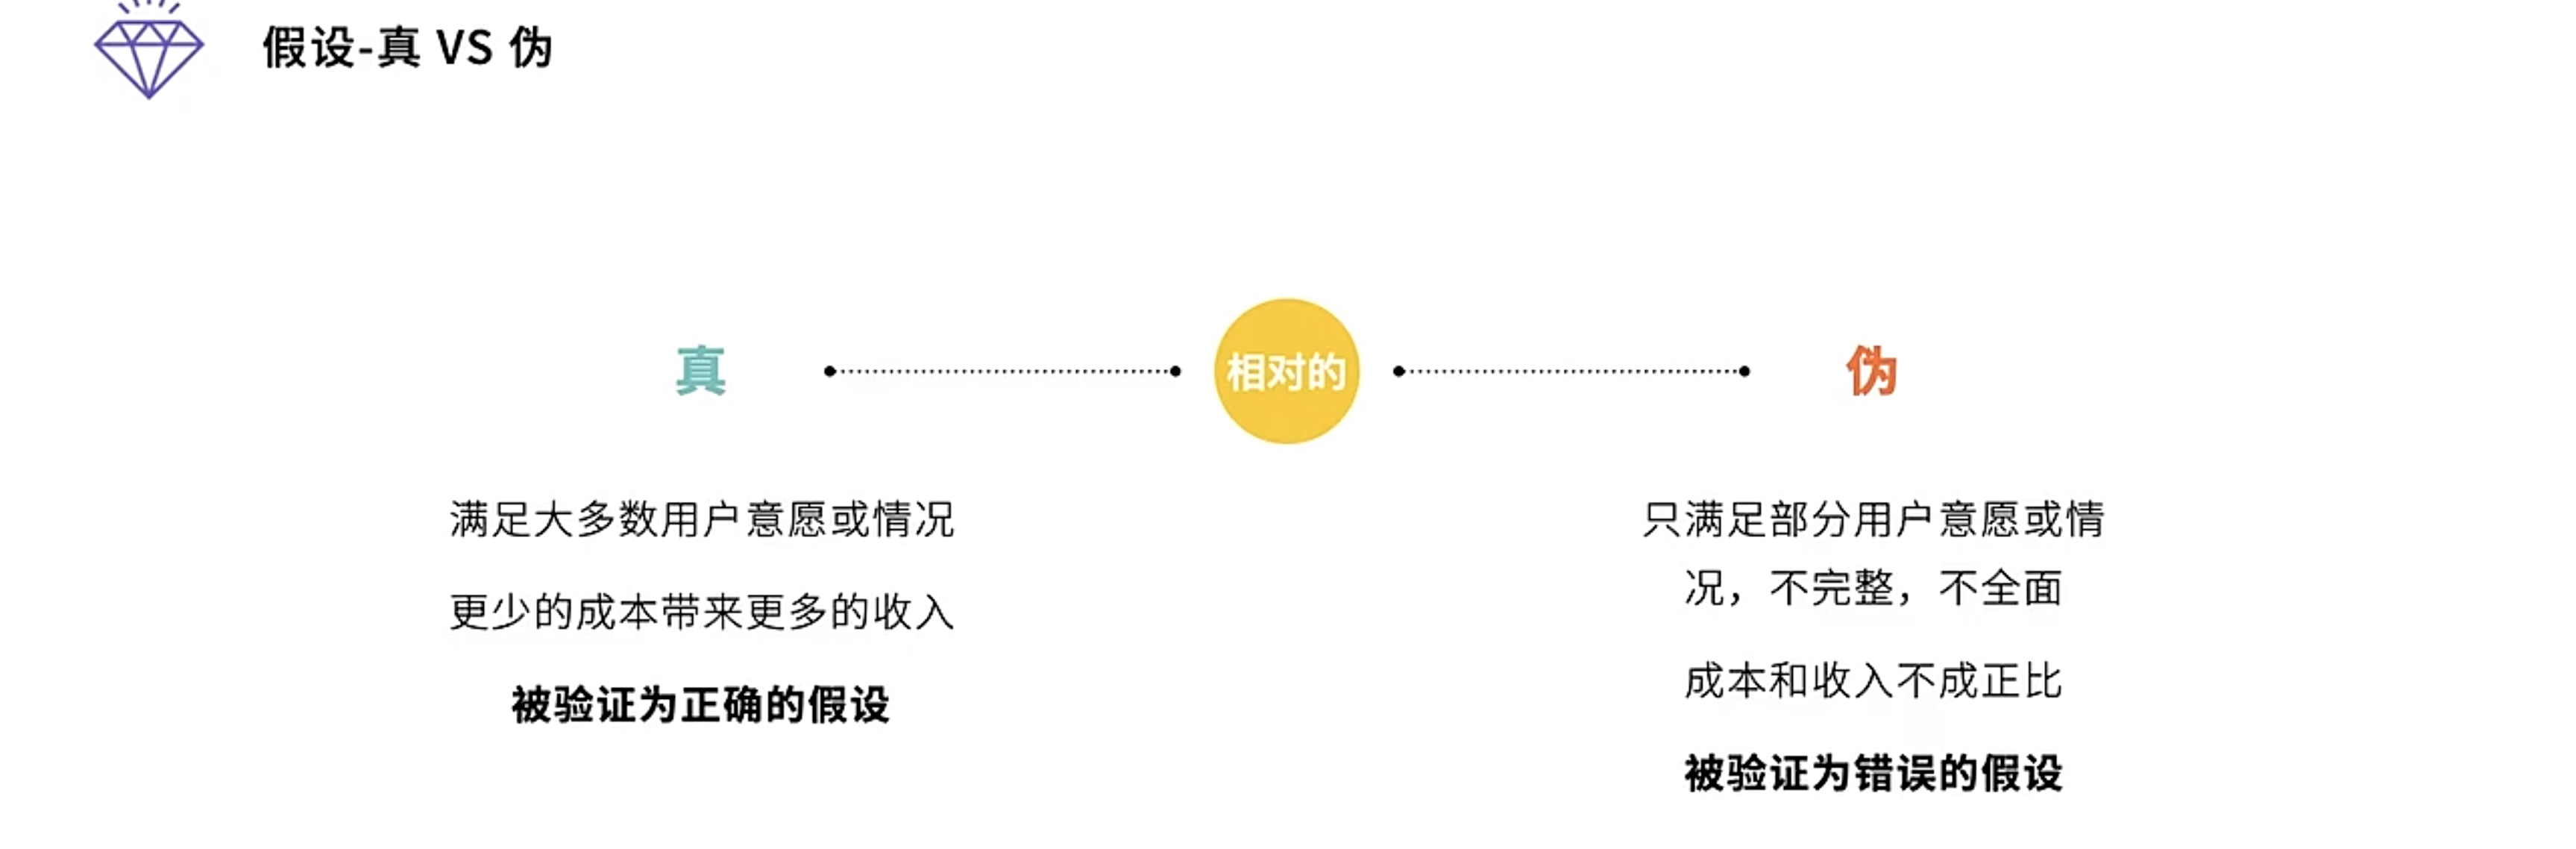 假设-真 VS 伪
真
相对的
伪
满足大多数用户意愿或情况
更少的成本带来更多的收入
被验证为正确的假设
只满足部分用户意愿或情
况，不完整，不全面
成本和收入不成正比
被验证为错误的假设